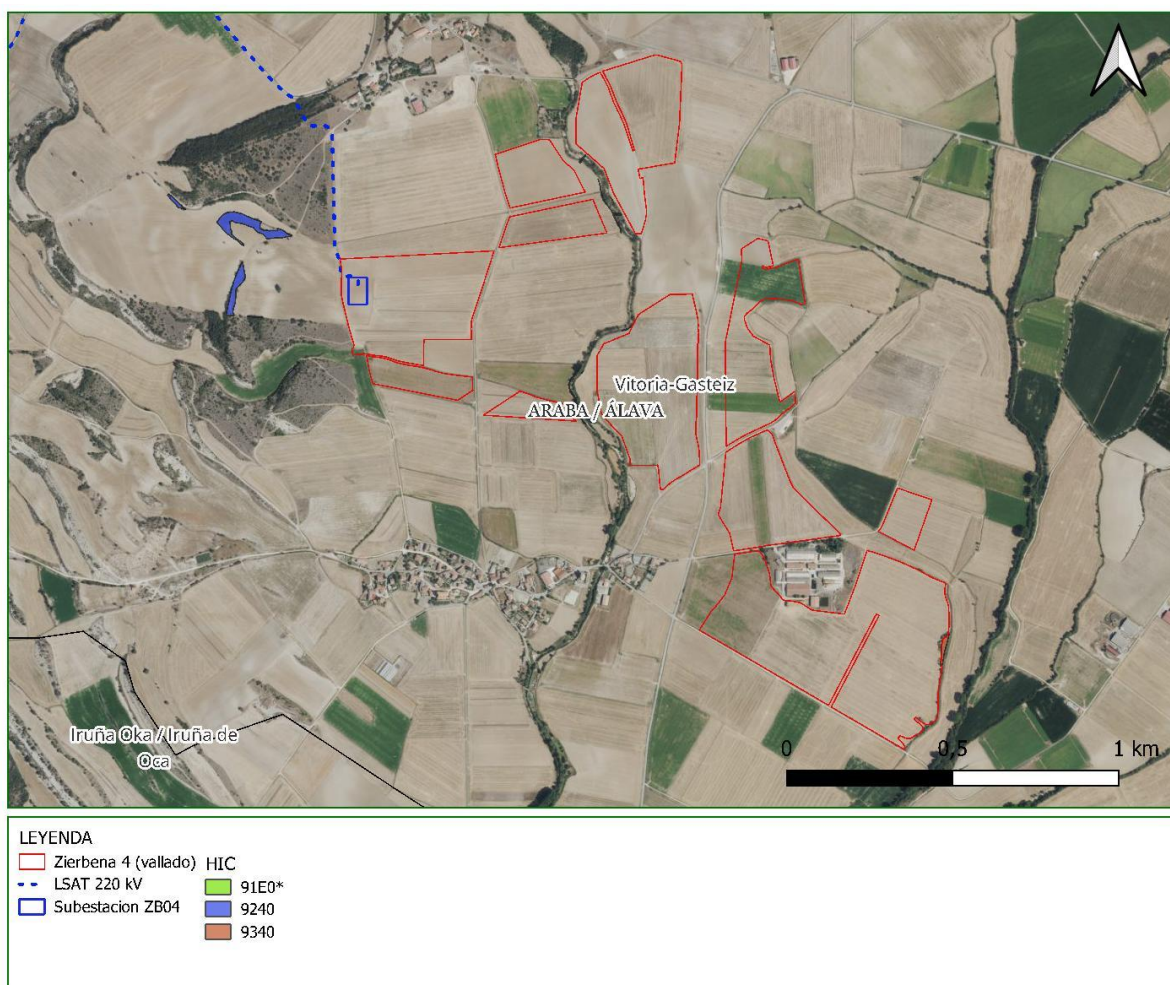 Vitoria-Gasteiz
ARABA / ÁLAVA
Iruña Oka / Iruña de
Oca
0 0,5 1 km
LEYENDA
Zierbena 4 (vallado)
LSAT 220 kV
Subestacion ZB04
HIC
91E0*
9240
9340